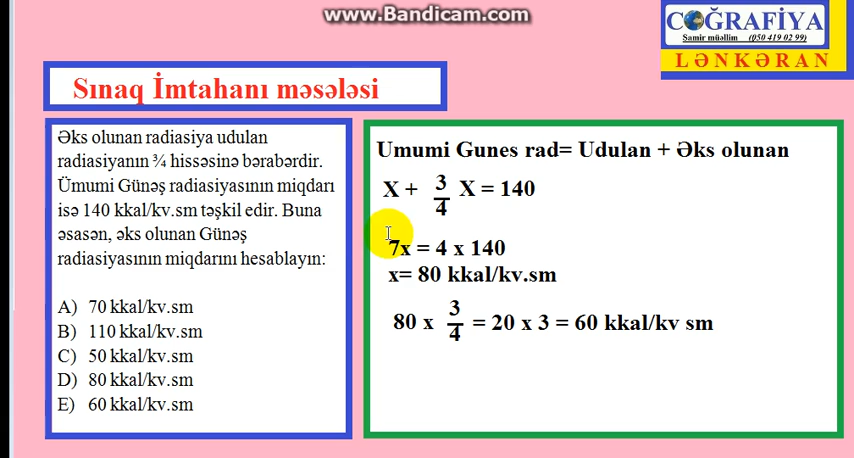 www.Bandicam.com
COĞRAFİYA
Samir müəllim (050 419 02 99)
LƏNKƏRAN
Sınaq İmtahanı məsələsi
Əks olunan radiasiya udulan
radiasiyanın ¾ hissəsinə bərabərdir.
Ümumi Günəş radiasiyasının miqdarı
isə 140 kkal/kv.sm təşkil edir. Buna
əsasən, əks olunan Günəş
radiasiyasının miqdarını hesablayın:
A) 70 kkal/kv.sm
B) 110 kkal/kv.sm
C) 50 kkal/kv.sm
D) 80 kkal/kv.sm
E) 60 kkal/kv.sm
Umumi Gunes rad= Udulan + Əks olunan
X + 3/4 X = 140
7x = 4 x 140
x= 80 kkal/kv.sm
80 x 3/4 = 20 x 3 = 60 kkal/kv sm